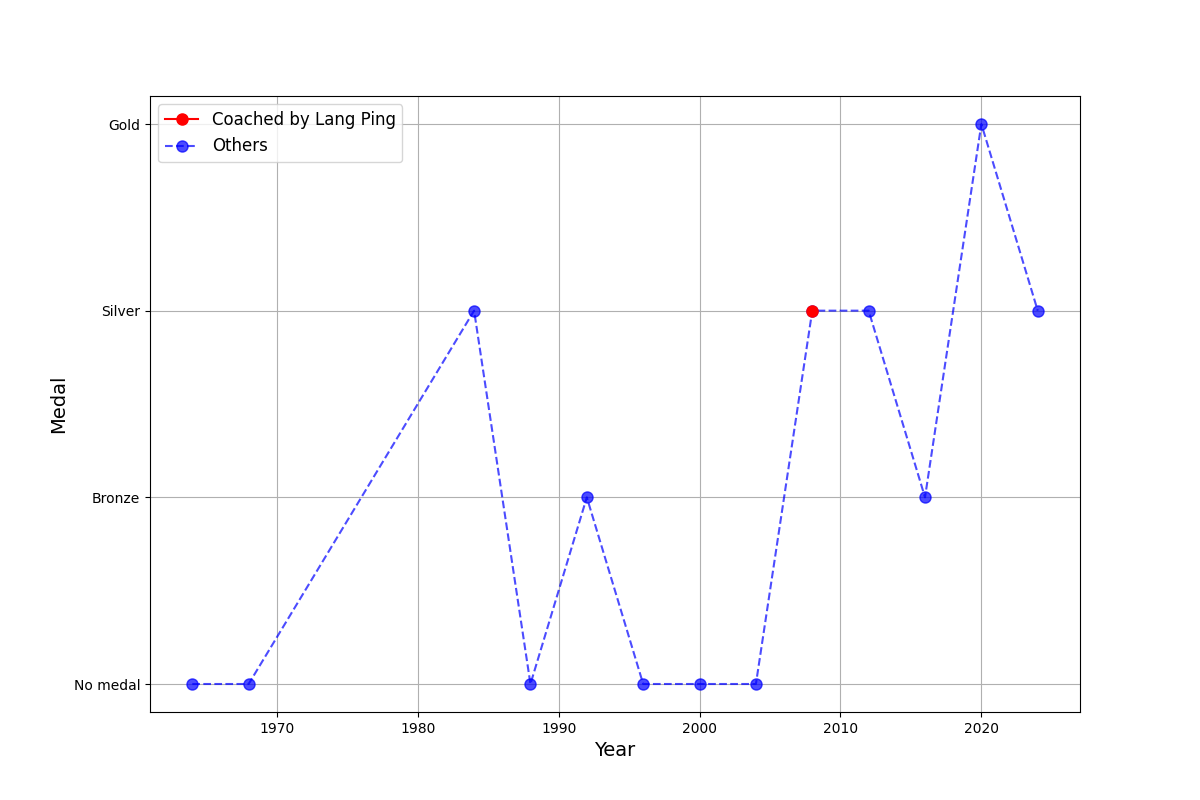 Coached by Lang Ping
Others
Gold
Silver
Bronze
No medal
Medal
1970 1980 1990 2000 2010 2020
Year